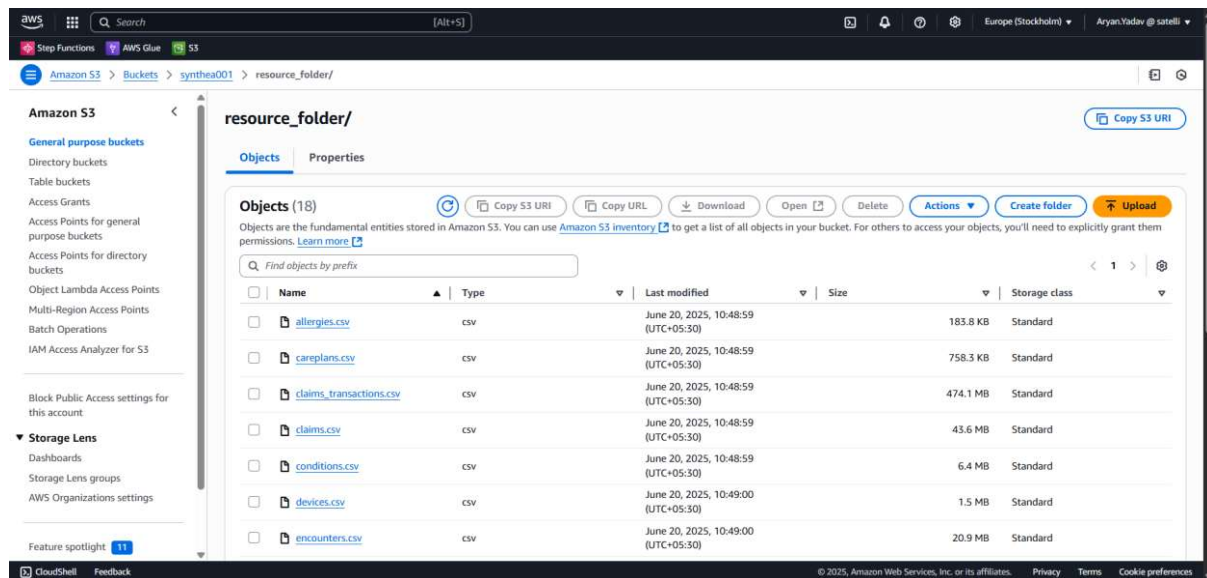 aws
Search
[Alt+S]
Europe (Stockholm)
Aryan.Yadav @ satelli
Step Functions
AWS Glue
S3
Amazon S3 > Buckets > synthea001 > resource_folder/
Amazon S3
General purpose buckets
Directory buckets
Table buckets
Access Grants
Access Points for general
purpose buckets
Access Points for directory
buckets
Object Lambda Access Points
Multi-Region Access Points
Batch Operations
IAM Access Analyzer for S3
Block Public Access settings for
this account
Storage Lens
Dashboards
Storage Lens groups
AWS Organizations settings
Feature spotlight 11
resource_folder/
Copy S3 URI
Objects
Properties
Objects (18)
Copy S3 URI
Copy URL
Download
Open
Delete
Actions
Create folder
Upload
Objects are the fundamental entities stored in Amazon S3. You can use Amazon S3 inventory to get a list of all objects in your bucket. For others to access your objects, you'll need to explicitly grant them
permissions. Learn more
Find objects by prefix
1
Name Type Last modified Size Storage class
allergies.csv csv June 20, 2025, 10:48:59 (UTC+05:30) 183.8 KB Standard
careplans.csv csv June 20, 2025, 10:48:59 (UTC+05:30) 758.3 KB Standard
claims_transactions.csv csv June 20, 2025, 10:48:59 (UTC+05:30) 474.1 MB Standard
claims.csv csv June 20, 2025, 10:48:59 (UTC+05:30) 43.6 MB Standard
conditions.csv csv June 20, 2025, 10:48:59 (UTC+05:30) 6.4 MB Standard
devices.csv csv June 20, 2025, 10:49:00 (UTC+05:30) 1.5 MB Standard
encounters.csv csv June 20, 2025, 10:49:00 (UTC+05:30) 20.9 MB Standard
CloudShell
Feedback
© 2025, Amazon Web Services, Inc. or its affiliates.
Privacy
Terms
Cookie preferences